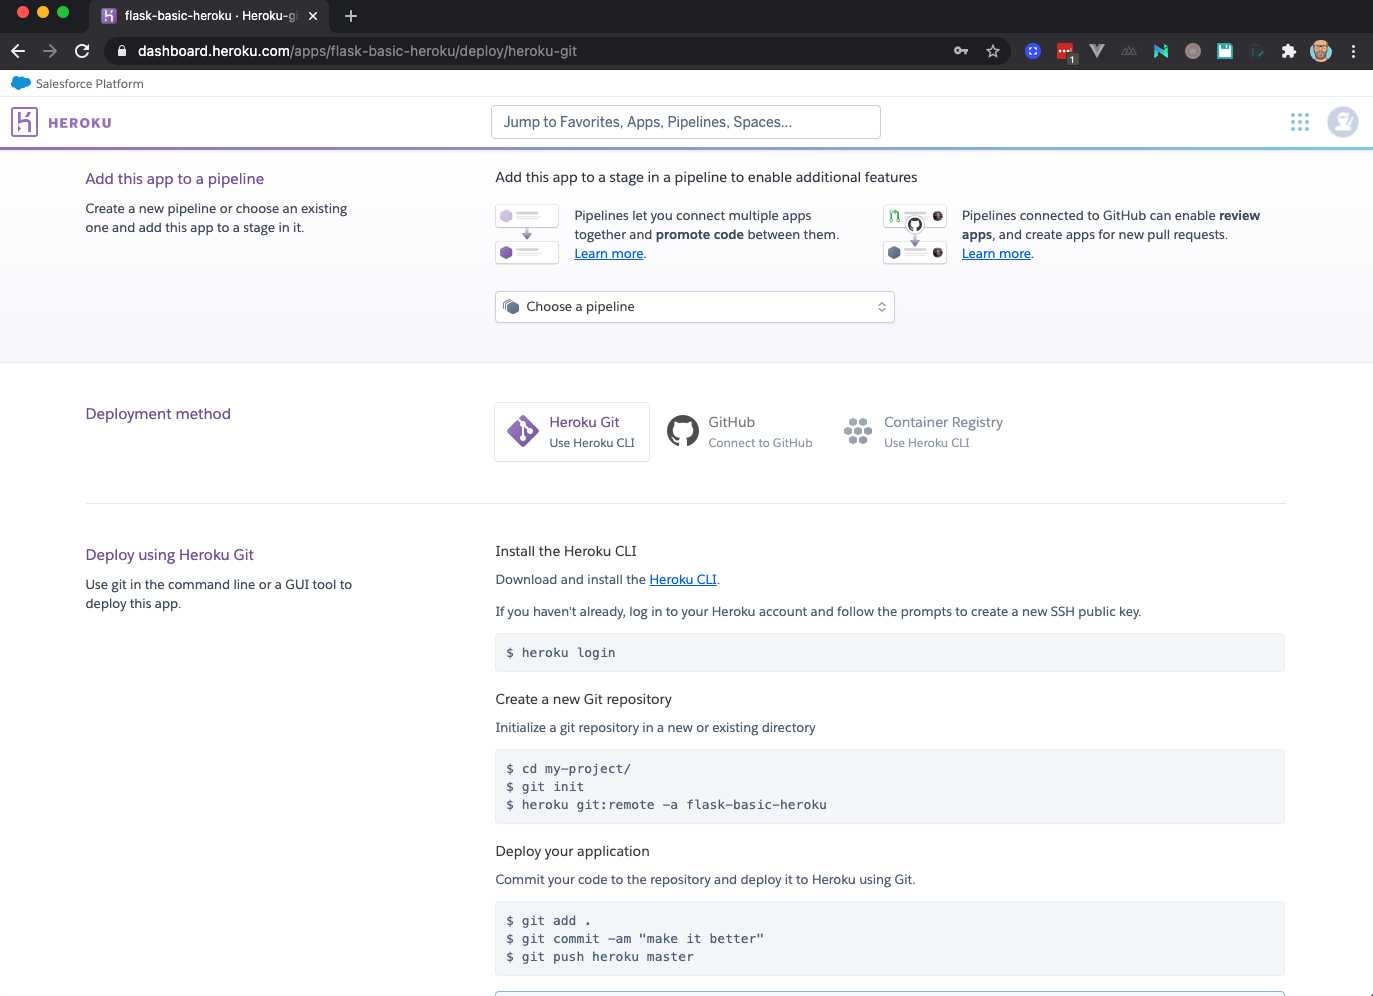 flask-basic-heroku · Heroku-gi
dashboard.heroku.com/apps/flask-basic-heroku/deploy/heroku-git
1
Salesforce Platform
HEROKU
Jump to Favorites, Apps, Pipelines, Spaces...
Add this app to a pipeline
Create a new pipeline or choose an existing
one and add this app to a stage in it.
Add this app to a stage in a pipeline to enable additional features
Pipelines let you connect multiple apps
together and promote code between them.
Learn more.
Pipelines connected to GitHub can enable review
apps, and create apps for new pull requests.
Learn more.
Choose a pipeline
Deployment method
Heroku Git
Use Heroku CLI
GitHub
Connect to GitHub
Container Registry
Use Heroku CLI
Deploy using Heroku Git
Use git in the command line or a GUI tool to
deploy this app.
Install the Heroku CLI
Download and install the Heroku CLI.
If you haven't already, log in to your Heroku account and follow the prompts to create a new SSH public key.
$ heroku login
Create a new Git repository
Initialize a git repository in a new or existing directory
$ cd my-project/
$ git init
$ heroku git:remote -a flask-basic-heroku
Deploy your application
Commit your code to the repository and deploy it to Heroku using Git.
$ git add .
$ git commit -am "make it better"
$ git push heroku master